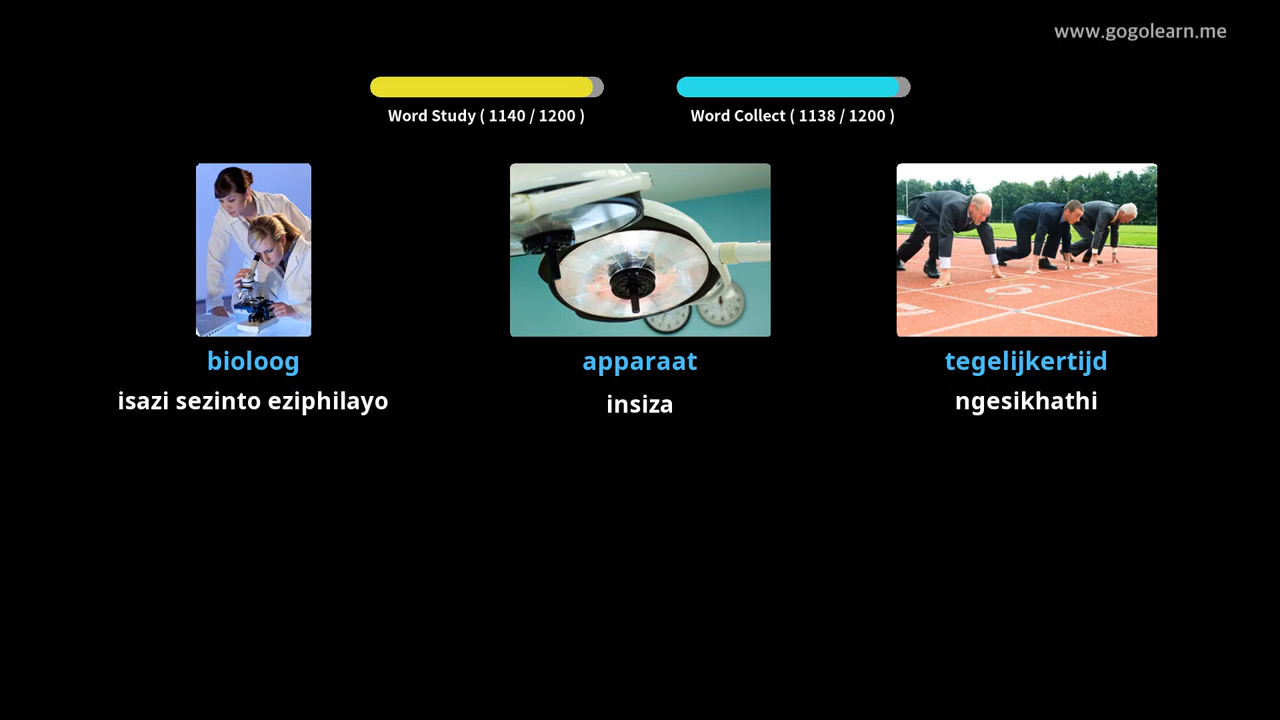 www.gogolearn.me
Word Study ( 1140 / 1200 )
Word Collect ( 1138 / 1200 )
bioloog
apparaat
tegelijkertijd
isazi sezinto eziphilayo
insiza
ngesikhathi